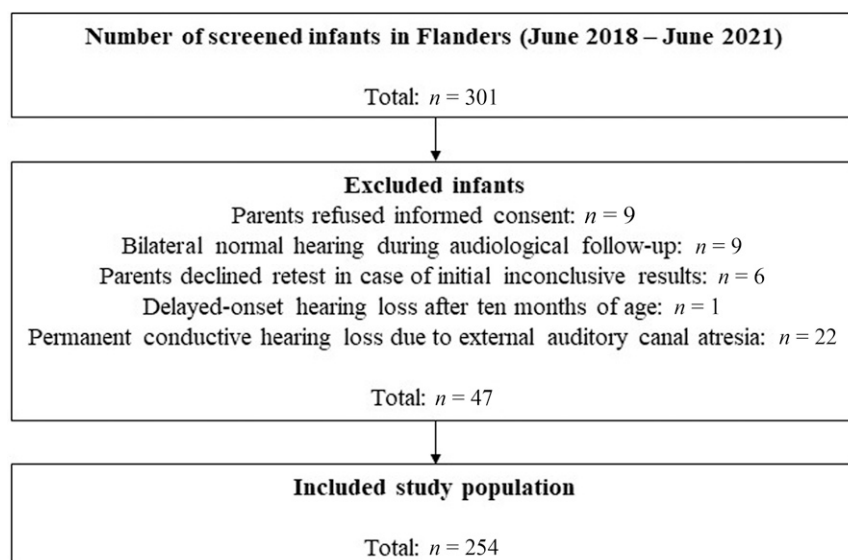 Number of screened infants in Flanders (June 2018 – June 2021)
Total: n = 301
Excluded infants
Parents refused informed consent: n = 9
Bilateral normal hearing during audiological follow-up: n = 9
Parents declined retest in case of initial inconclusive results: n = 6
Delayed-onset hearing loss after ten months of age: n = 1
Permanent conductive hearing loss due to external auditory canal atresia: n = 22
Total: n = 47
Included study population
Total: n = 254